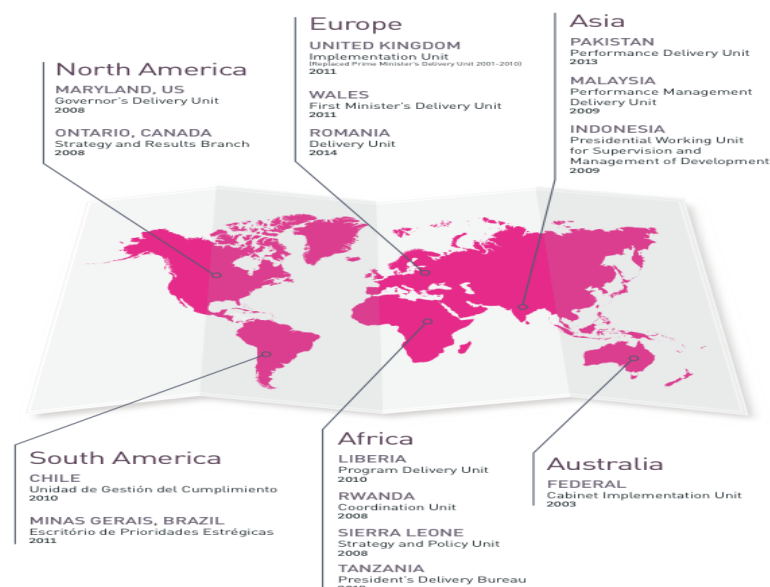 North America
MARYLAND, US
Governor's Delivery Unit
2008
ONTARIO, CANADA
Strategy and Results Branch
2008
Europe
UNITED KINGDOM
Implementation Unit
(Replaced Prime Minister's Delivery Unit 2001-2010)
2011
WALES
First Minister's Delivery Unit
2011
ROMANIA
Delivery Unit
2014
Asia
PAKISTAN
Performance Delivery Unit
2013
MALAYSIA
Performance Management
Delivery Unit
2009
INDONESIA
Presidential Working Unit
for Supervision and
Management of Development
2009
South America
CHILE
Unidad de Gestión del Cumplimiento
2010
MINAS GERAIS, BRAZIL
Escritório de Prioridades Estrégicas
2011
Africa
LIBERIA
Program Delivery Unit
2010
RWANDA
Coordination Unit
2008
SIERRA LEONE
Strategy and Policy Unit
2008
TANZANIA
President's Delivery Bureau
Australia
FEDERAL
Cabinet Implementation Unit
2003